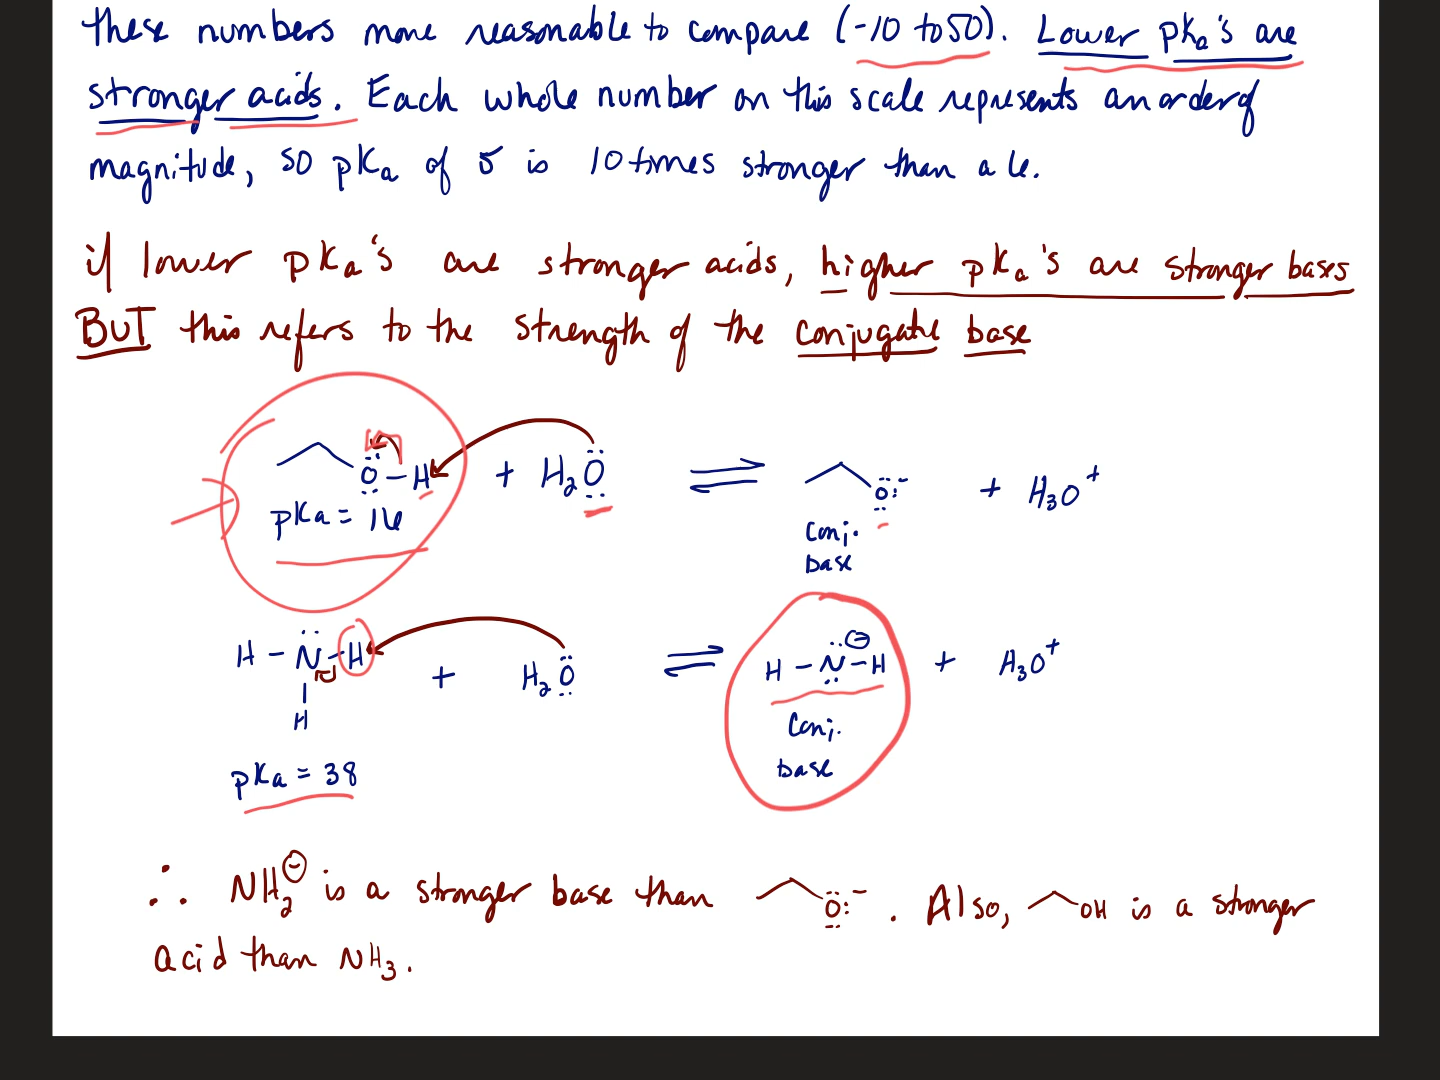 these numbers more reasonable to compare (-10 to 50). Lower pKa's are
stronger acids. Each whole number on this scale represents an order of
magnitude, so pKa of 5 is 10 times stronger than a 6.
if lower pKa's are stronger acids, higher pKa's are stronger bases
BUT this refers to the strength of the conjugate base
O-H + H2O ⇌ O:- + H3O+
pKa = 16
conj.
base
H-N-H + H2O ⇌ H-N-H ⊖ + H3O+
H
conj.
base
pKa = 38
∴ NH2⊖ is a stronger base than O:-. Also, OH is a stronger
acid than NH3.